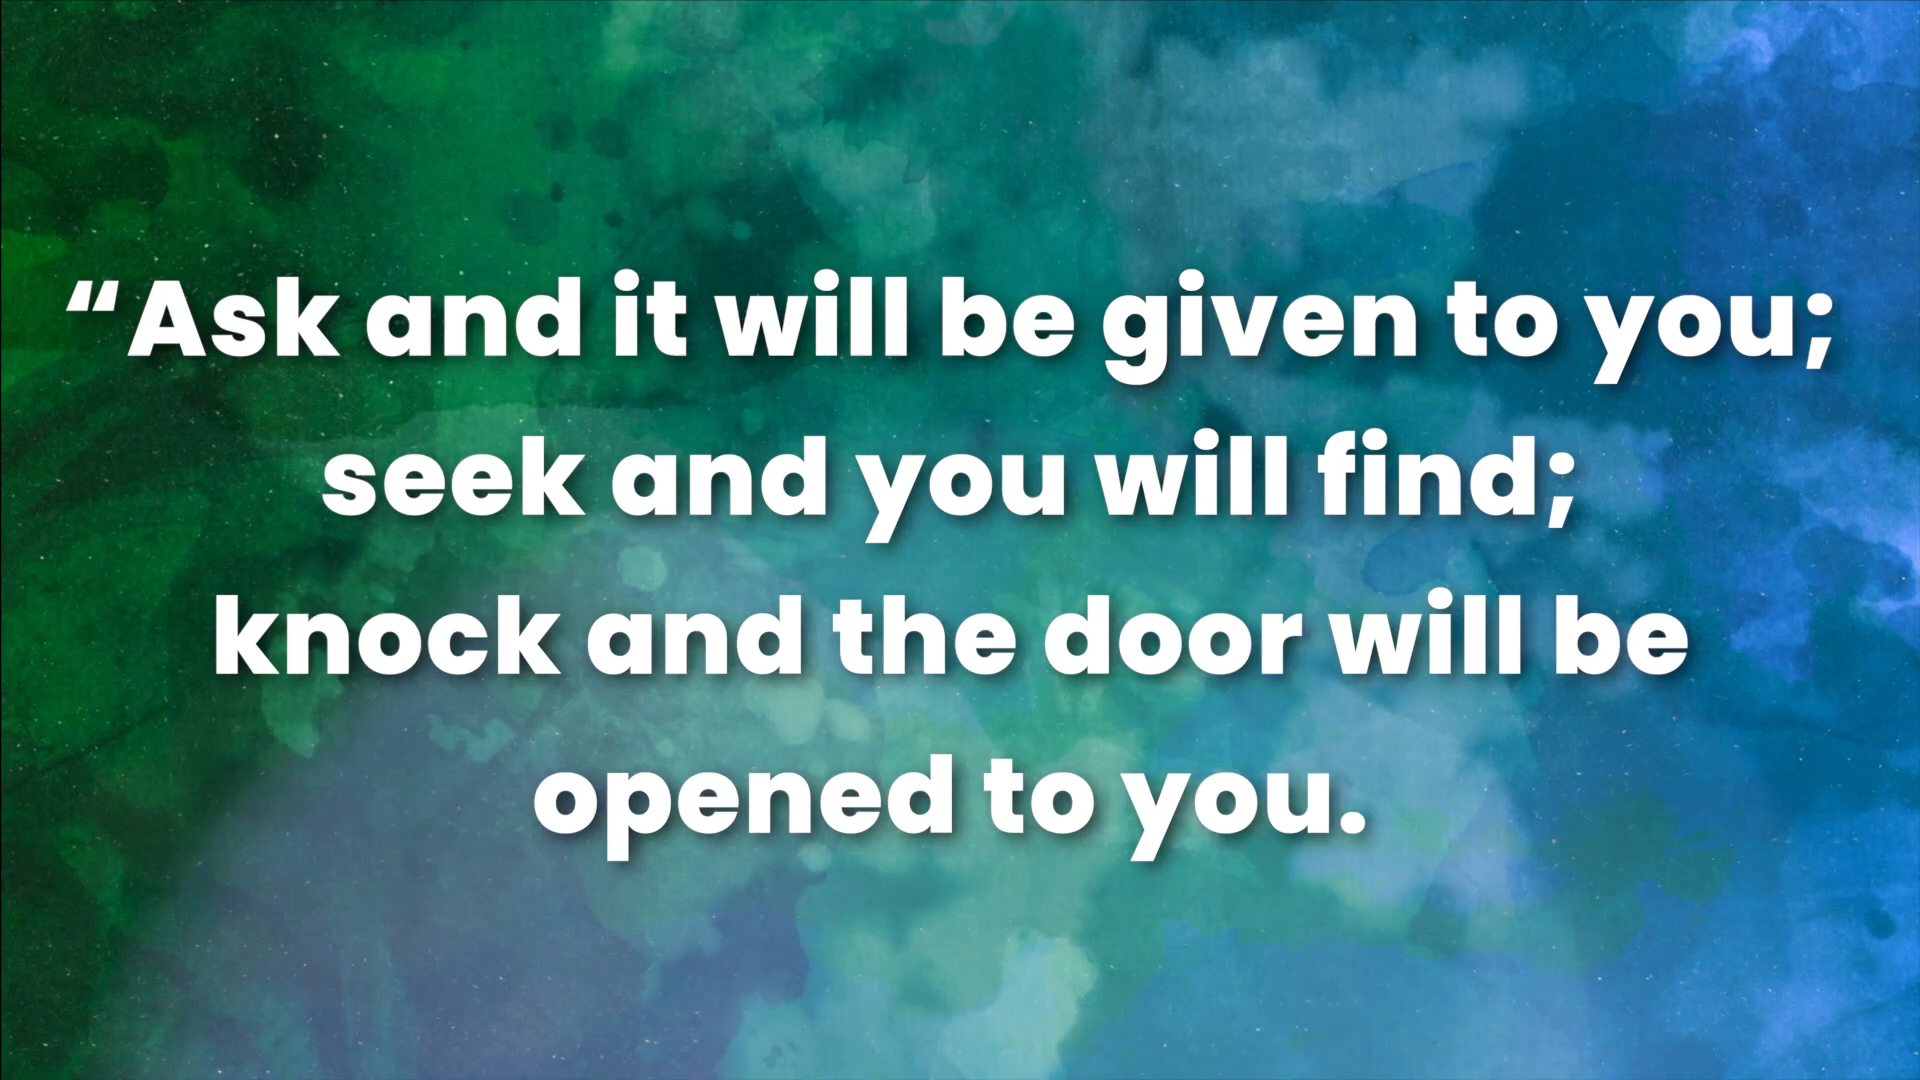 “Ask and it will be given to you;
seek and you will find;
knock and the door will be
opened to you.